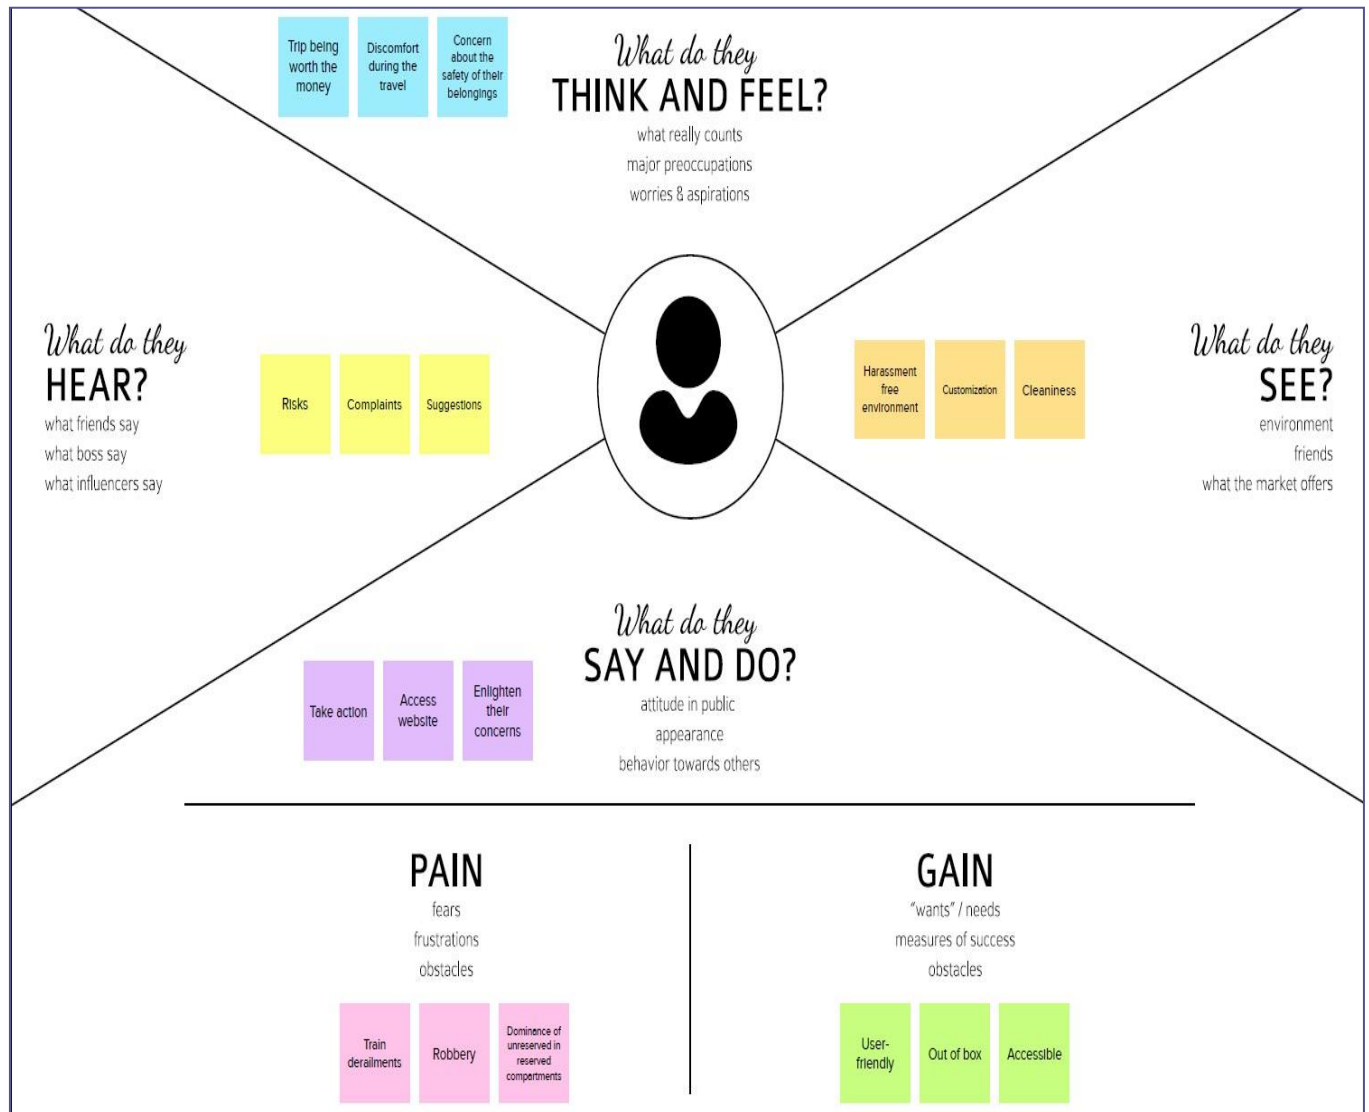 Trip being
worth the
money
Discomfort
during the
travel
Concern
about the
safety of their
belongings
What do they
THINK AND FEEL?
what really counts
major preoccupations
worries & aspirations
What do they
HEAR?
what friends say
what boss say
what influencers say
Risks
Complaints
Suggestions
Harassment
free
environment
Customization
Cleaniness
What do they
SEE?
environment
friends
what the market offers
What do they
SAY AND DO?
attitude in public
appearance
behavior towards others
Take action
Access
website
Enlighten
their
concerns
PAIN
fears
frustrations
obstacles
Train
derailments
Robbery
Dominance of
unreserved in
reserved
compartments
GAIN
"wants" / needs
measures of success
obstacles
User-
friendly
Out of box
Accessible